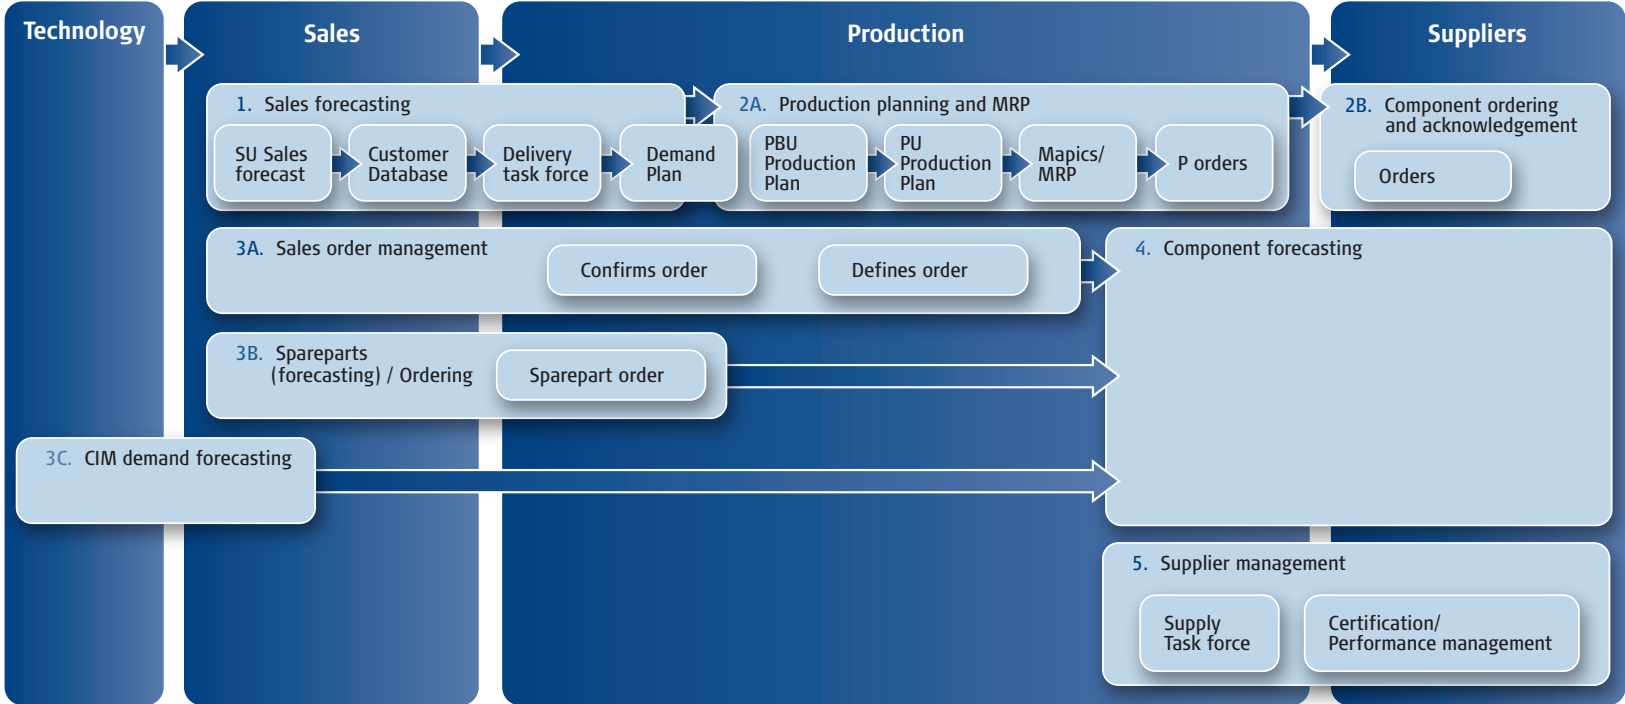 Technology
Sales
Production
Suppliers
1. Sales forecasting
SU Sales
forecast
Customer
Database
Delivery
task force
Demand
Plan
2A. Production planning and MRP
PBU
Production
Plan
PU
Production
Plan
Mapics/
MRP
P orders
2B. Component ordering
and acknowledgement
Orders
3A. Sales order management
Confirms order
Defines order
4. Component forecasting
3B. Spareparts
(forecasting) / Ordering
Sparepart order
3C. CIM demand forecasting
5. Supplier management
Supply
Task force
Certification/
Performance management